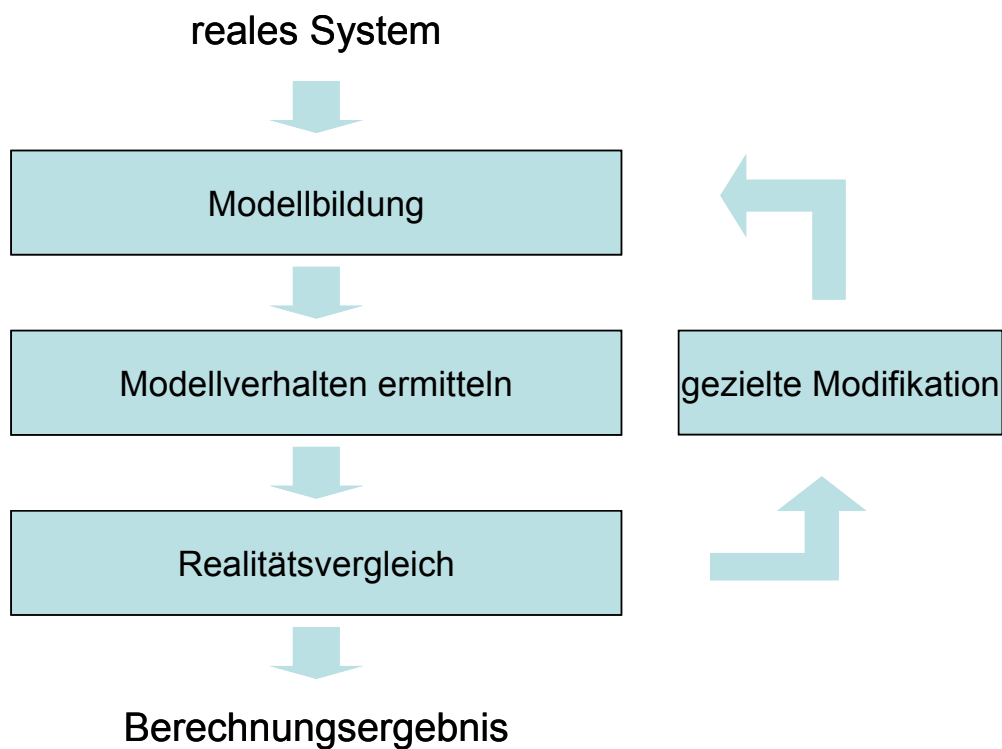 reales System
Modellbildung
Modellverhalten ermitteln
gezielte Modifikation
Realitätsvergleich
Berechnungsergebnis